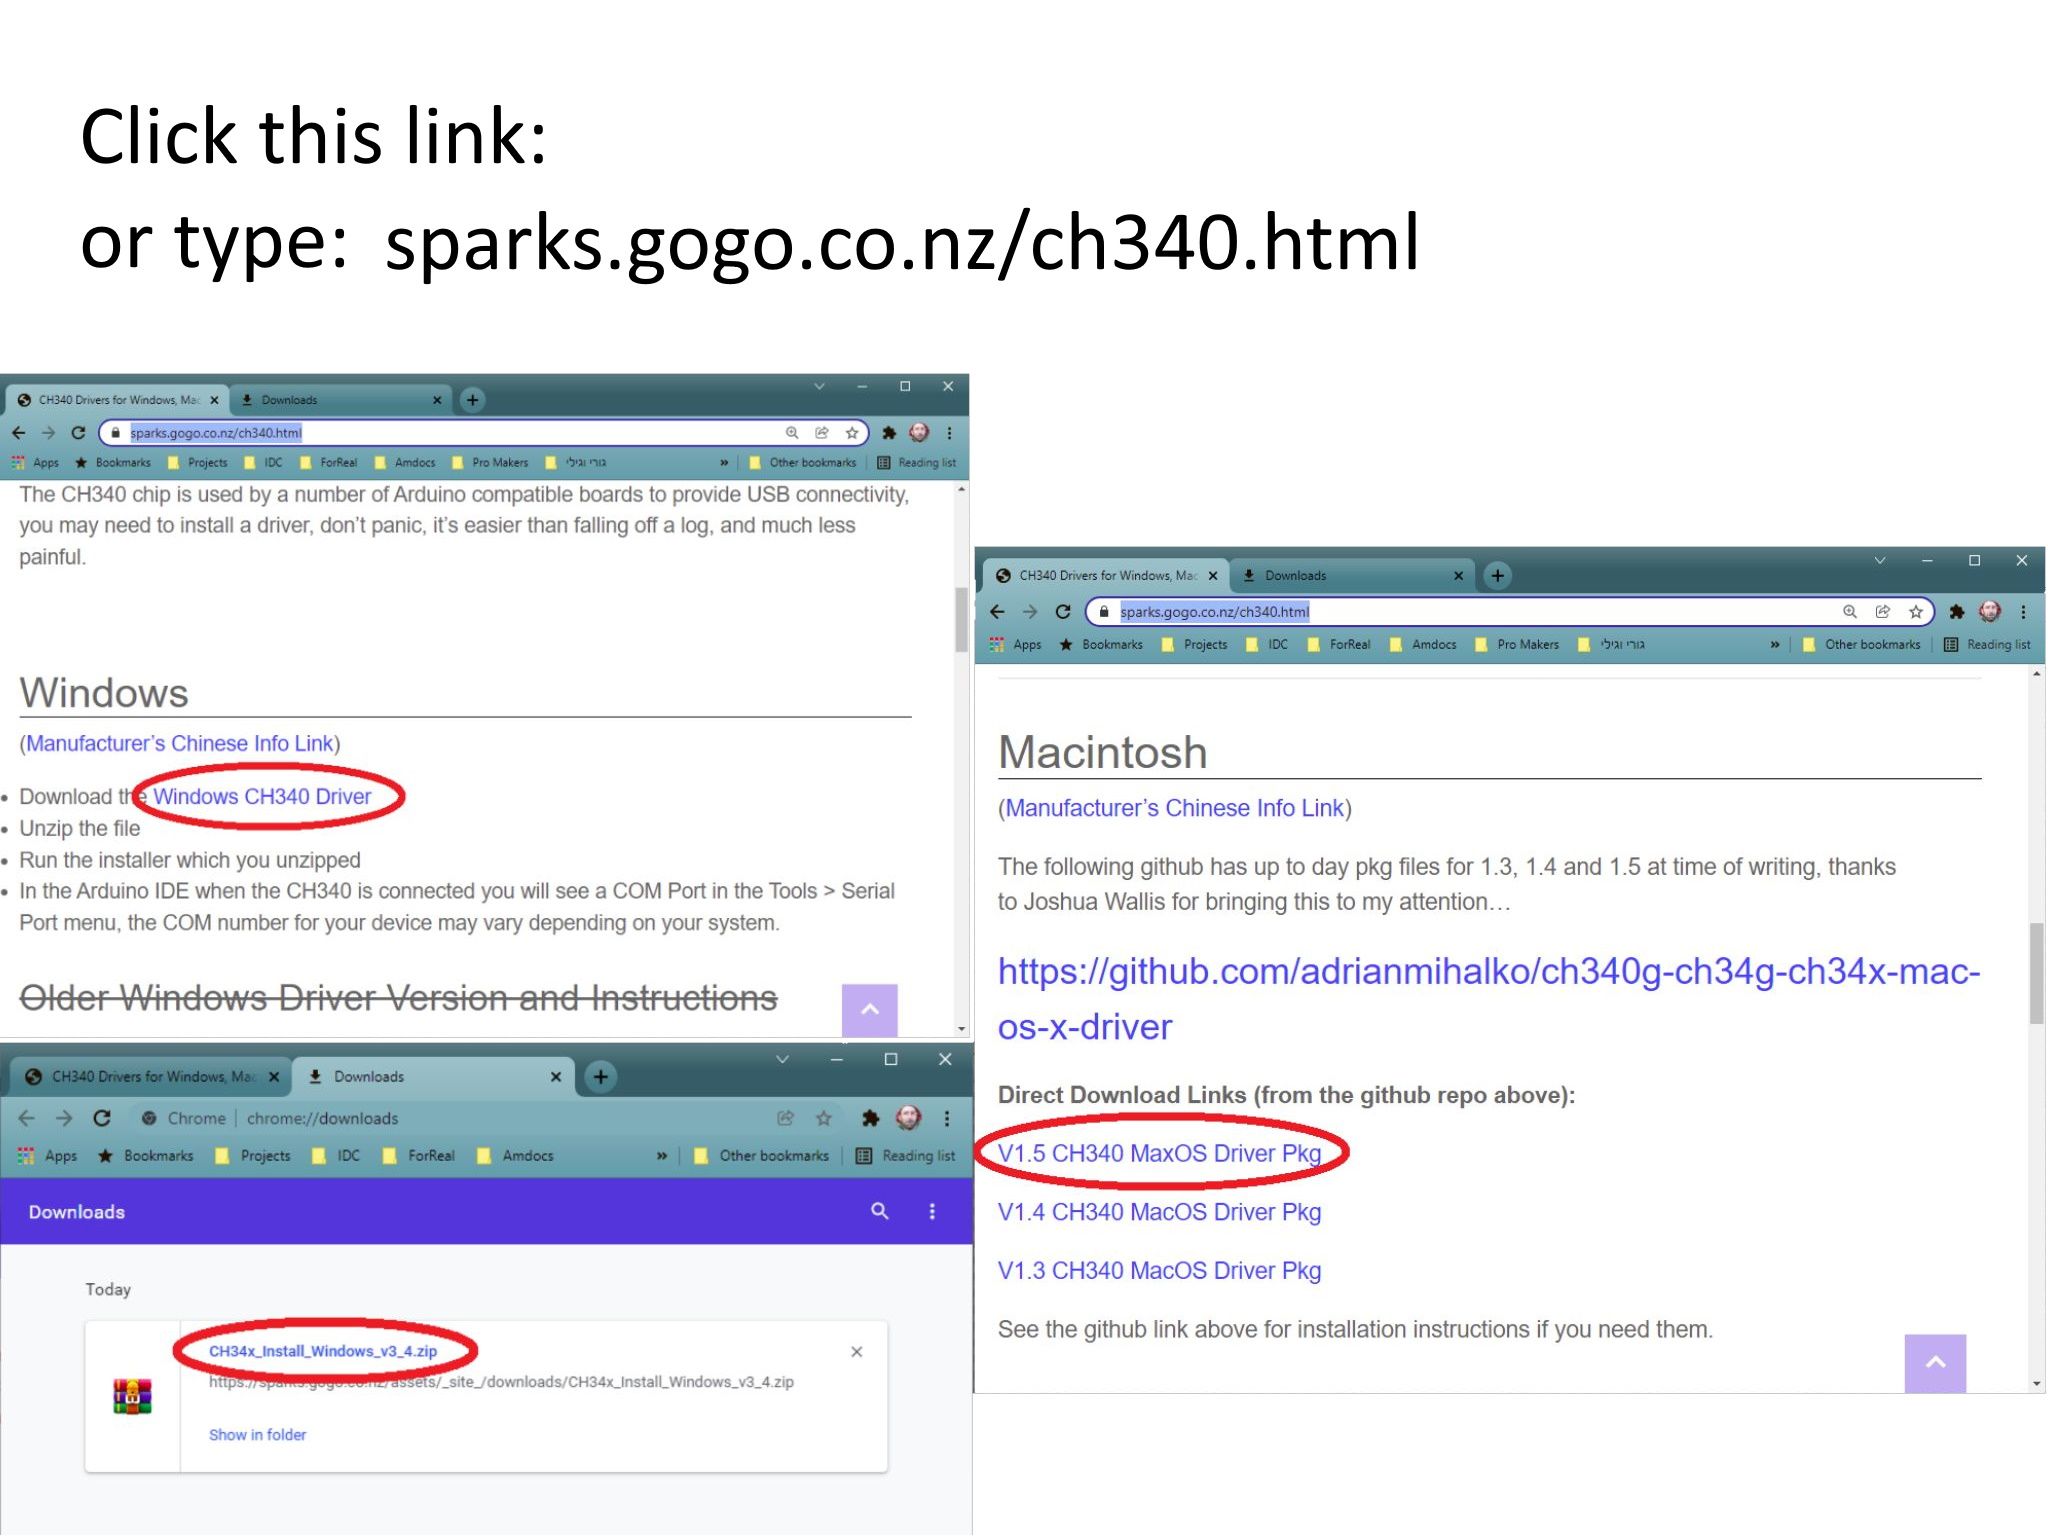 Click this link:
or type:  sparks.gogo.co.nz/ch340.html
CH340 Drivers for Windows, Mac
Downloads
sparks.gogo.co.nz/ch340.html
Apps Bookmarks Projects IDC ForReal Amdocs Pro Makers גורי וגילי » Other bookmarks Reading list
The CH340 chip is used by a number of Arduino compatible boards to provide USB connectivity,
you may need to install a driver, don't panic, it's easier than falling off a log, and much less
painful.
Windows
(Manufacturer's Chinese Info Link)
• Download the Windows CH340 Driver
• Unzip the file
• Run the installer which you unzipped
• In the Arduino IDE when the CH340 is connected you will see a COM Port in the Tools > Serial
Port menu, the COM number for your device may vary depending on your system.
Older Windows Driver Version and Instructions
CH340 Drivers for Windows, Mac
Downloads
Chrome | chrome://downloads
Apps Bookmarks Projects IDC ForReal Amdocs » Other bookmarks Reading list
Downloads
Today
CH34x_Install_Windows_v3_4.zip
https://sparks.gogo.co.nz/assets/_site_/downloads/CH34x_Install_Windows_v3_4.zip
Show in folder
CH340 Drivers for Windows, Mac
Downloads
sparks.gogo.co.nz/ch340.html
Apps Bookmarks Projects IDC ForReal Amdocs Pro Makers גורי וגילי » Other bookmarks Reading list
Macintosh
(Manufacturer's Chinese Info Link)
The following github has up to day pkg files for 1.3, 1.4 and 1.5 at time of writing, thanks
to Joshua Wallis for bringing this to my attention…
https://github.com/adrianmihalko/ch340g-ch34g-ch34x-mac-
os-x-driver
Direct Download Links (from the github repo above):
V1.5 CH340 MaxOS Driver Pkg
V1.4 CH340 MacOS Driver Pkg
V1.3 CH340 MacOS Driver Pkg
See the github link above for installation instructions if you need them.